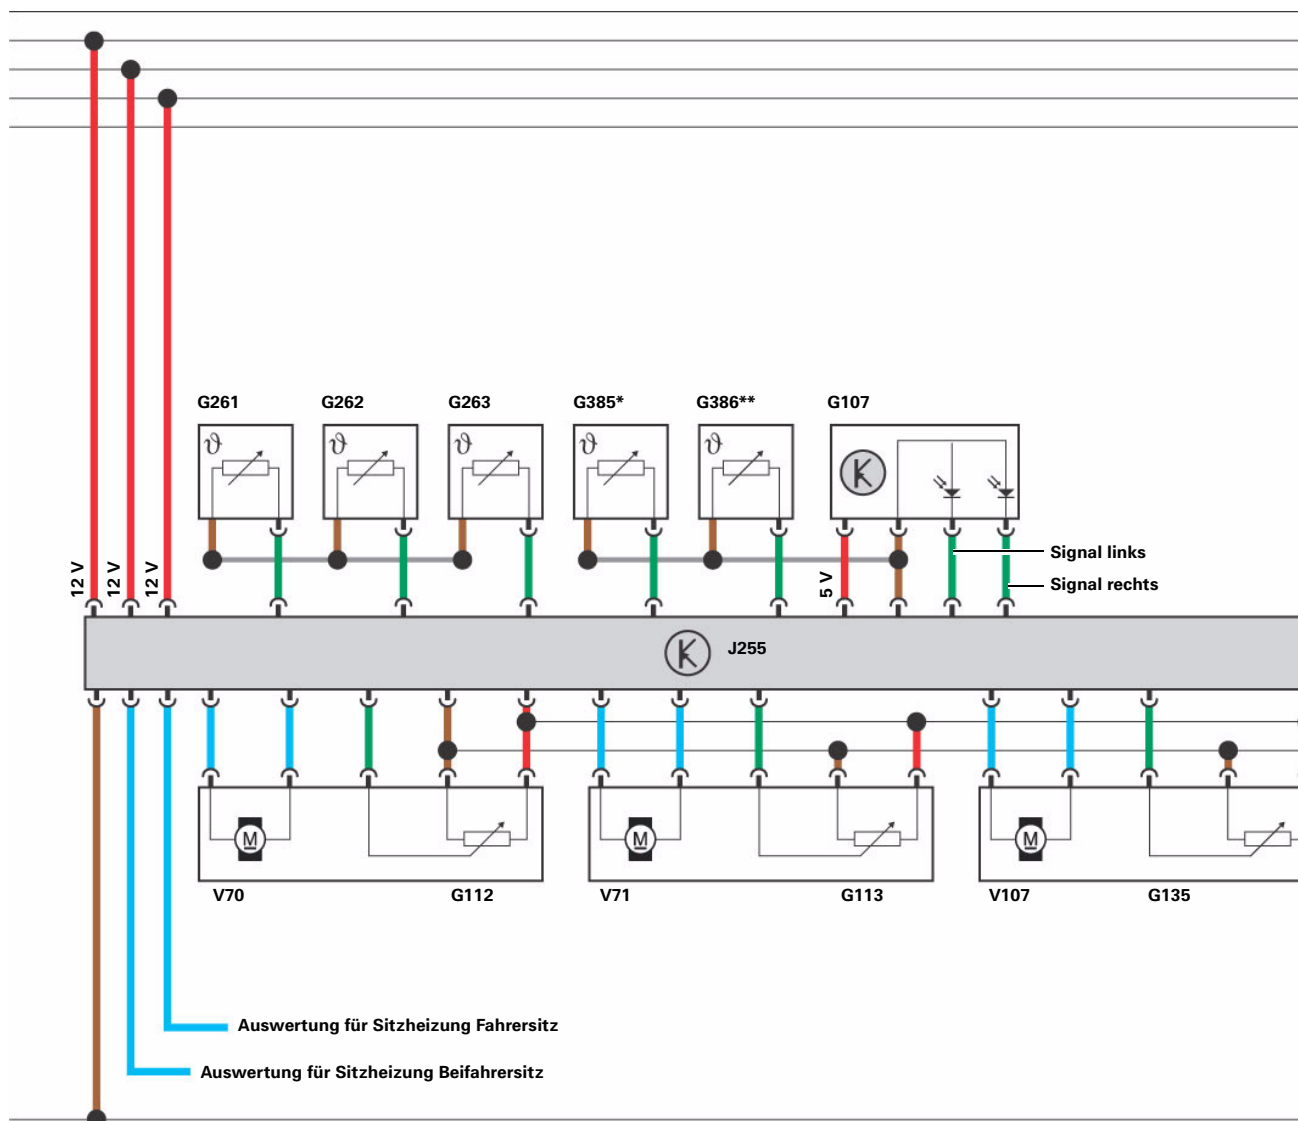 12 V
12 V
12 V
G261
G262
G263
G385*
G386**
G107
ϑ
ϑ
ϑ
ϑ
ϑ
5 V
Signal links
Signal rechts
J255
M
M
M
V70
G112
V71
G113
V107
G135
Auswertung für Sitzheizung Fahrersitz
Auswertung für Sitzheizung Beifahrersitz